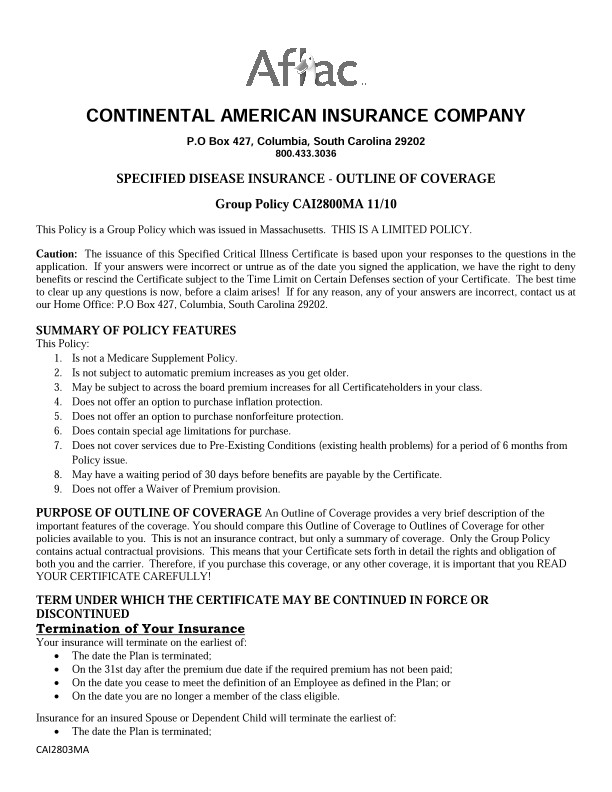 Aflac
CONTINENTAL AMERICAN INSURANCE COMPANY
P.O Box 427, Columbia, South Carolina 29202
800.433.3036
SPECIFIED DISEASE INSURANCE - OUTLINE OF COVERAGE
Group Policy CAI2800MA 11/10
This Policy is a Group Policy which was issued in Massachusetts.  THIS IS A LIMITED POLICY.
Caution:  The issuance of this Specified Critical Illness Certificate is based upon your responses to the questions in the
application.  If your answers were incorrect or untrue as of the date you signed the application, we have the right to deny
benefits or rescind the Certificate subject to the Time Limit on Certain Defenses section of your Certificate.  The best time
to clear up any questions is now, before a claim arises!  If for any reason, any of your answers are incorrect, contact us at
our Home Office: P.O Box 427, Columbia, South Carolina 29202.
SUMMARY OF POLICY FEATURES
This Policy:
1. Is not a Medicare Supplement Policy.
2. Is not subject to automatic premium increases as you get older.
3. May be subject to across the board premium increases for all Certificateholders in your class.
4. Does not offer an option to purchase inflation protection.
5. Does not offer an option to purchase nonforfeiture protection.
6. Does contain special age limitations for purchase.
7. Does not cover services due to Pre-Existing Conditions (existing health problems) for a period of 6 months from
Policy issue.
8. May have a waiting period of 30 days before benefits are payable by the Certificate.
9. Does not offer a Waiver of Premium provision.
PURPOSE OF OUTLINE OF COVERAGE An Outline of Coverage provides a very brief description of the
important features of the coverage. You should compare this Outline of Coverage to Outlines of Coverage for other
policies available to you.  This is not an insurance contract, but only a summary of coverage.  Only the Group Policy
contains actual contractual provisions.  This means that your Certificate sets forth in detail the rights and obligation of
both you and the carrier.  Therefore, if you purchase this coverage, or any other coverage, it is important that you READ
YOUR CERTIFICATE CAREFULLY!
TERM UNDER WHICH THE CERTIFICATE MAY BE CONTINUED IN FORCE OR
DISCONTINUED
Termination of Your Insurance
Your insurance will terminate on the earliest of:
• The date the Plan is terminated;
• On the 31st day after the premium due date if the required premium has not been paid;
• On the date you cease to meet the definition of an Employee as defined in the Plan; or
• On the date you are no longer a member of the class eligible.
Insurance for an insured Spouse or Dependent Child will terminate the earliest of:
• The date the Plan is terminated;
CAI2803MA